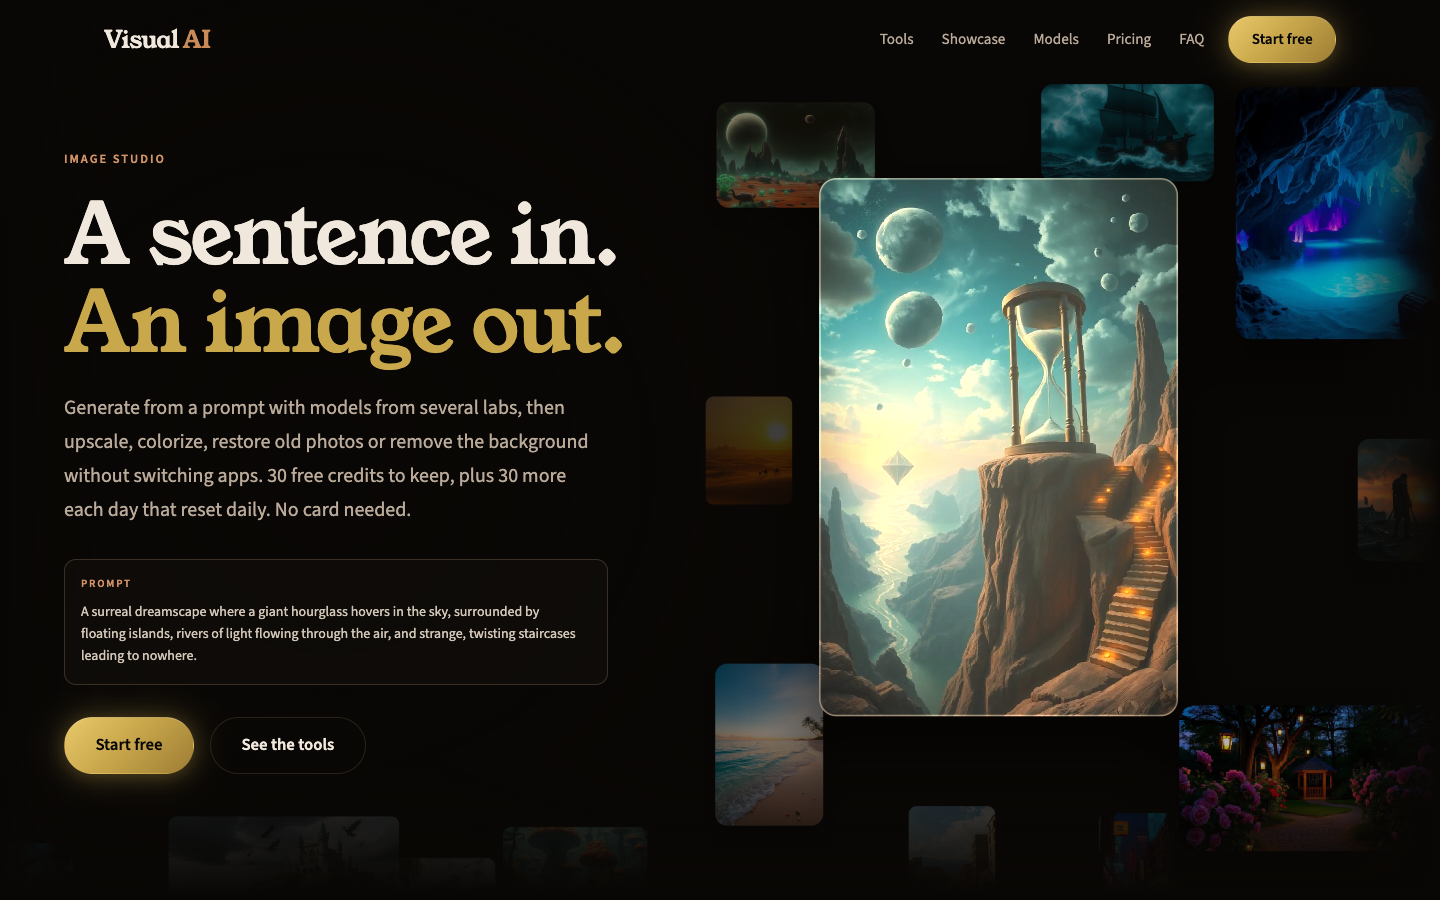 Visual AI
Tools
Showcase
Models
Pricing
FAQ
Start free
IMAGE STUDIO
A sentence in.
An image out.
Generate from a prompt with models from several labs, then
upscale, colorize, restore old photos or remove the background
without switching apps. 30 free credits to keep, plus 30 more
each day that reset daily. No card needed.
PROMPT
A surreal dreamscape where a giant hourglass hovers in the sky, surrounded by
floating islands, rivers of light flowing through the air, and strange, twisting staircases
leading to nowhere.
Start free
See the tools